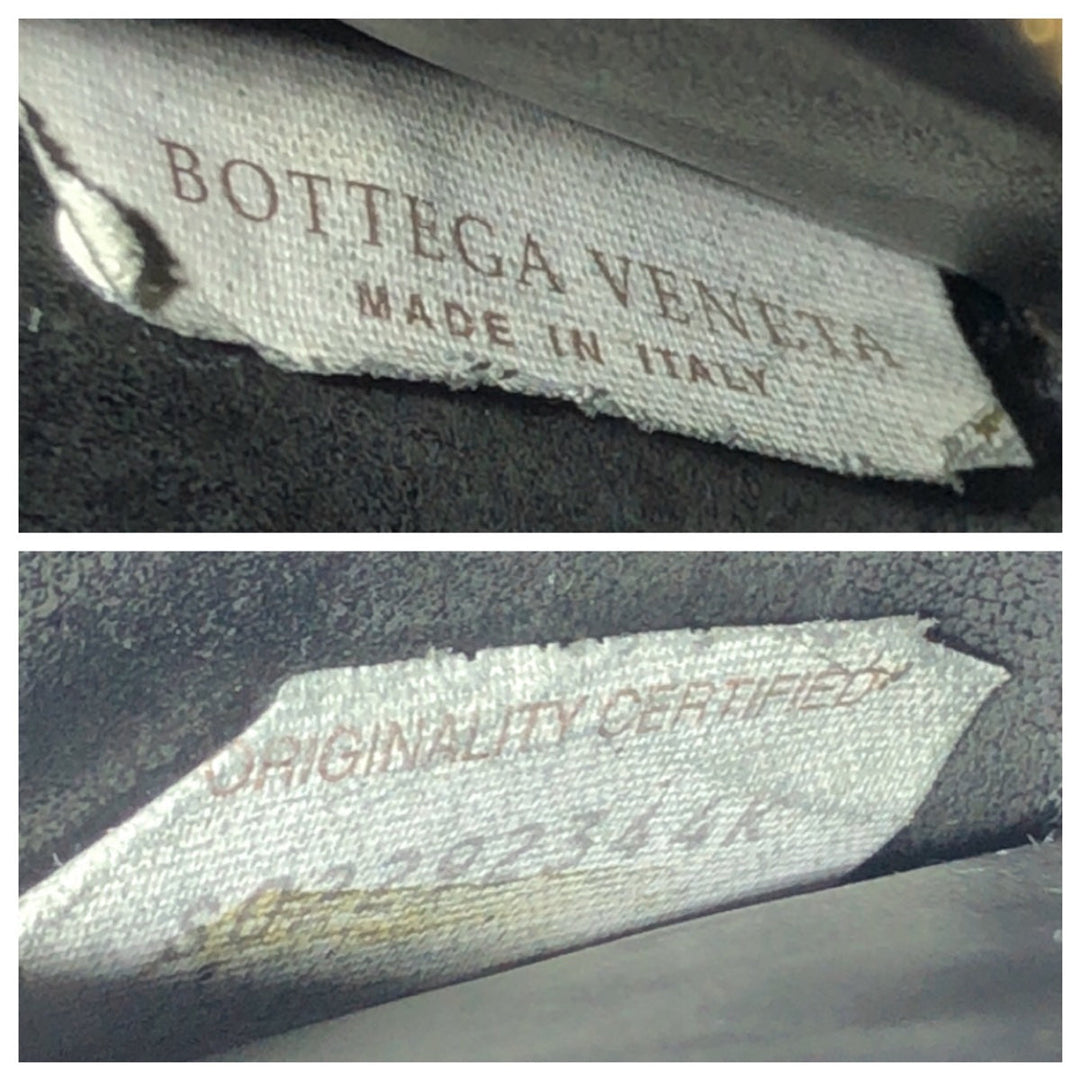 BOTTEGA VENETA
MADE IN ITALY
ORIGINALITY CERTIFIED